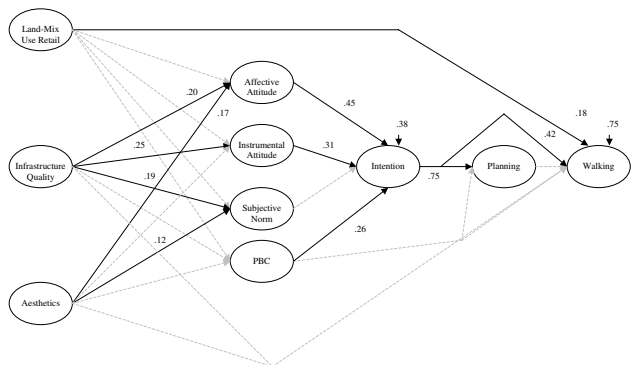 Land-Mix
Use Retail
Affective
Attitude
.20
.17
.45
.38
.18
.75
Infrastructure
Quality
.25
Instrumental
Attitude
.31
Intention
.75
Planning
.42
Walking
.19
Subjective
Norm
.12
PBC
.26
Aesthetics